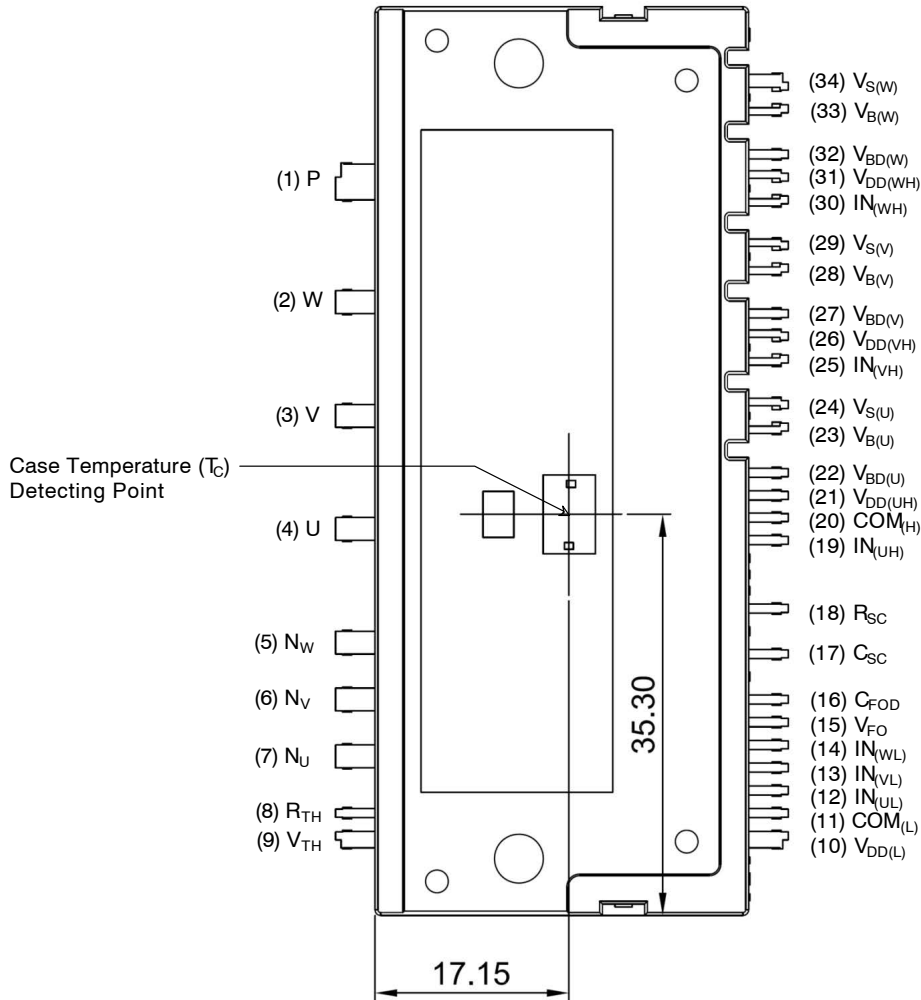 (1) P
(2) W
(3) V
Case Temperature (TC)
Detecting Point
(4) U
(5) NW
(6) NV
(7) NU
(8) RTH
(9) VTH
(34) VS(W)
(33) VB(W)
(32) VBD(W)
(31) VDD(WH)
(30) IN(WH)
(29) VS(V)
(28) VB(V)
(27) VBD(V)
(26) VDD(VH)
(25) IN(VH)
(24) VS(U)
(23) VB(U)
(22) VBD(U)
(21) VDD(UH)
(20) COM(H)
(19) IN(UH)
(18) RSC
(17) CSC
(16) CFOD
(15) VFO
(14) IN(WL)
(13) IN(VL)
(12) IN(UL)
(11) COM(L)
(10) VDD(L)
35.30
17.15